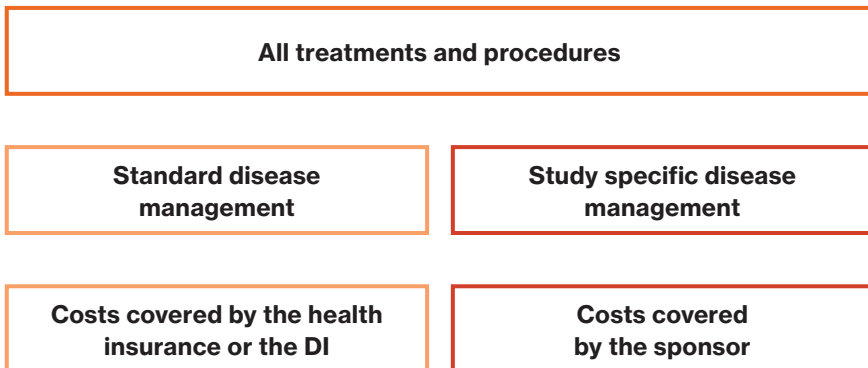 All treatments and procedures
Standard disease
management
Study specific disease
management
Costs covered by the health
insurance or the DI
Costs covered
by the sponsor